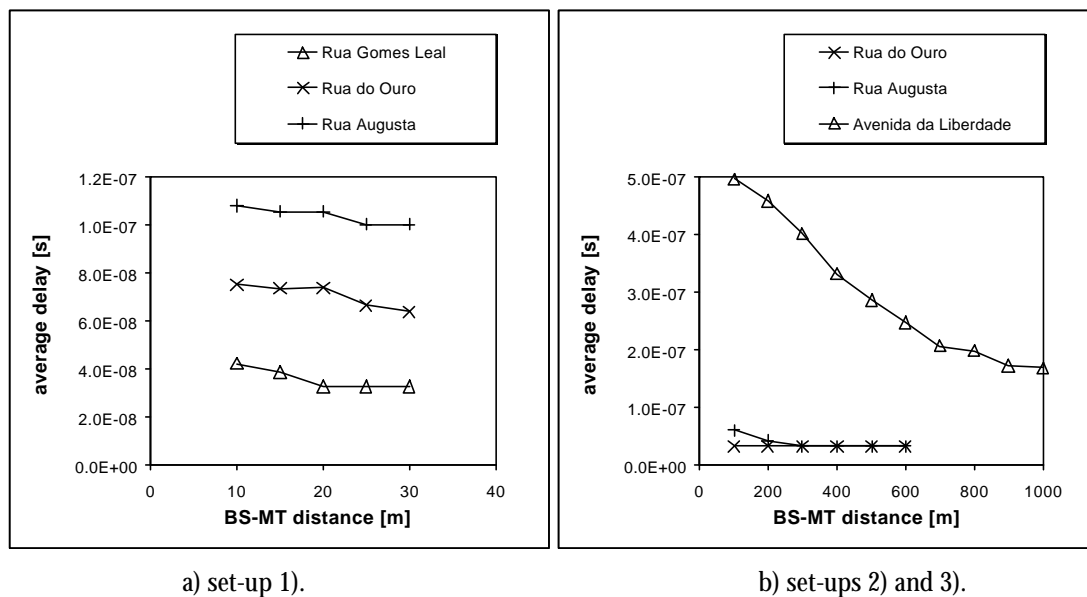 Rua Gomes Leal
Rua do Ouro
Rua Augusta
1.2E-07
1.0E-07
8.0E-08
6.0E-08
4.0E-08
2.0E-08
0.0E+00
0 10 20 30 40
average delay [s]
BS-MT distance [m]
Rua do Ouro
Rua Augusta
Avenida da Liberdade
5.0E-07
4.0E-07
3.0E-07
2.0E-07
1.0E-07
0.0E+00
0 200 400 600 800 1000
average delay [s]
BS-MT distance [m]
a) set-up 1).
b) set-ups 2) and 3).